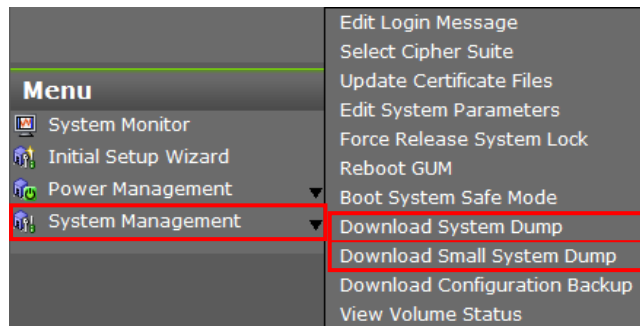 Menu
System Monitor
Initial Setup Wizard
Power Management
System Management
Edit Login Message
Select Cipher Suite
Update Certificate Files
Edit System Parameters
Force Release System Lock
Reboot GUM
Boot System Safe Mode
Download System Dump
Download Small System Dump
Download Configuration Backup
View Volume Status